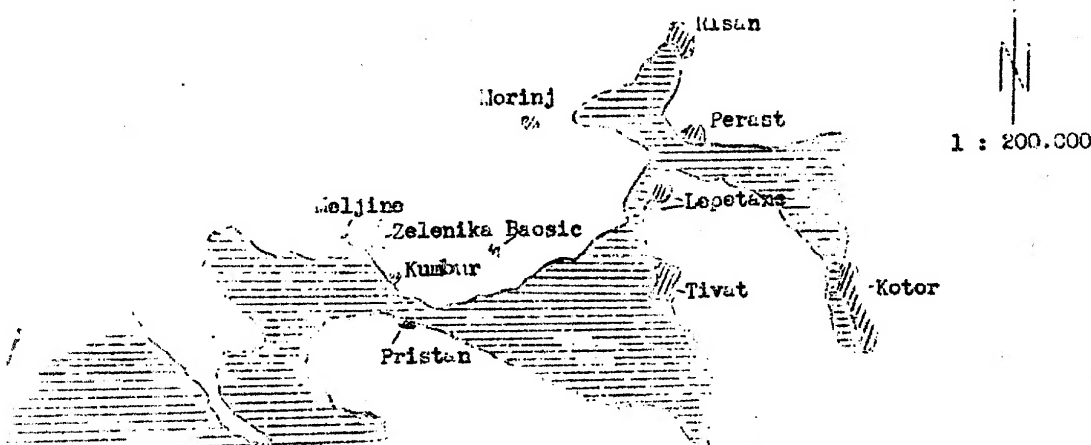 Risan
N
Morinj
Perast
1 : 200.000
Lepetane
Meljine
Zelenika Baosic
Kumbur
Tivat
Kotor
Pristan